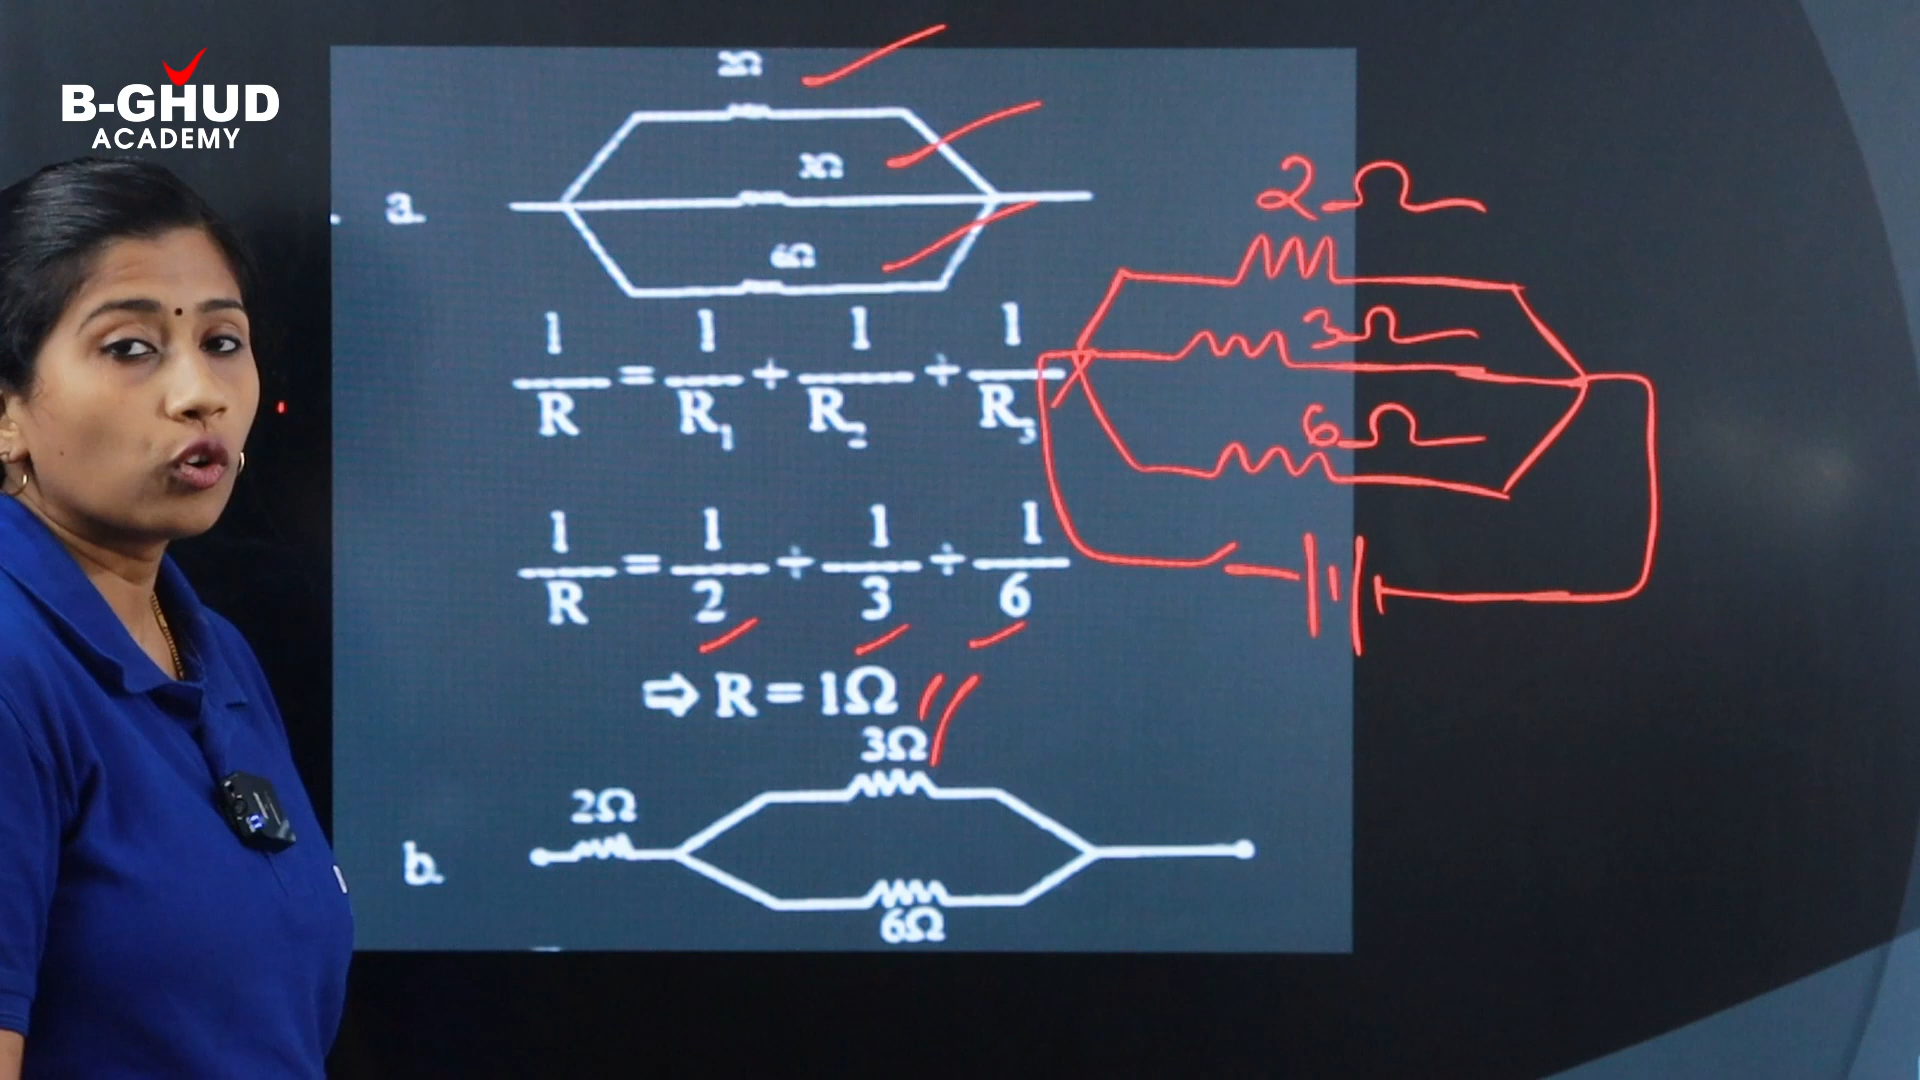 B-GHUD
ACADEMY
2Ω
a.
3Ω
6Ω
1/R = 1/R₁ + 1/R₂ + 1/R₃
1/R = 1/2 + 1/3 + 1/6
⇨ R = 1Ω
3Ω
2Ω
b.
6Ω
2Ω
3Ω
6Ω